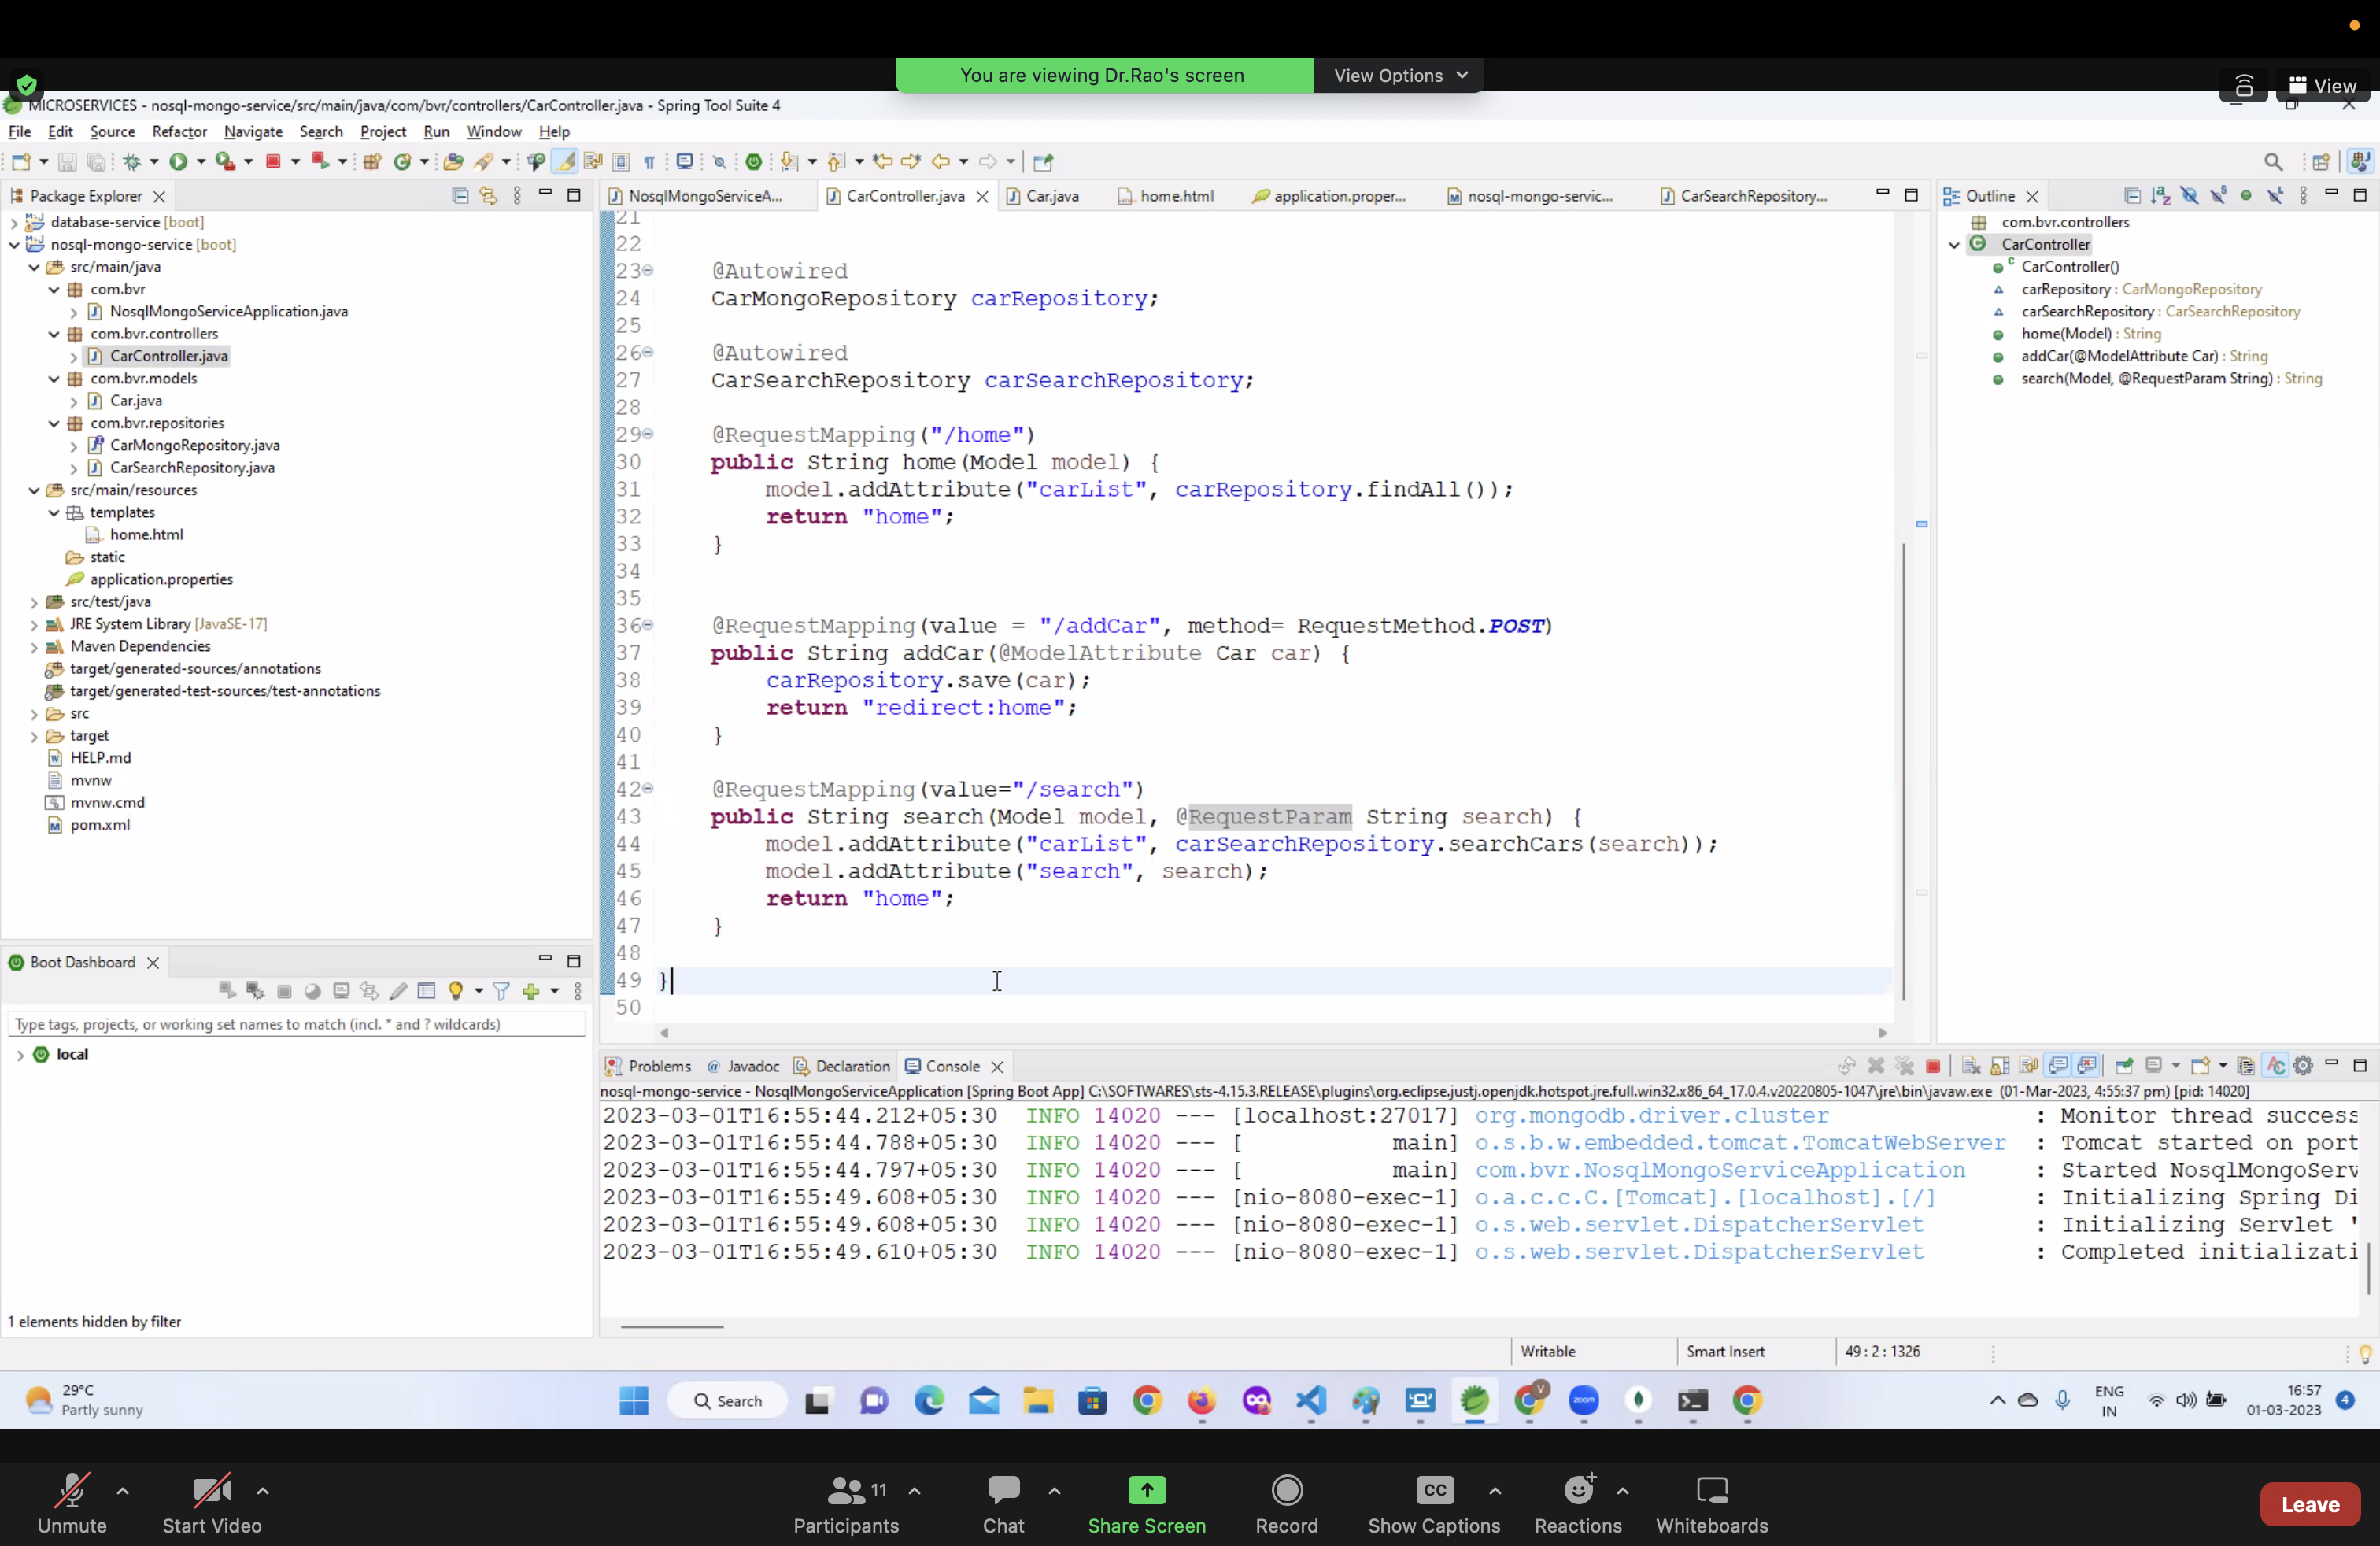 You are viewing Dr.Rao's screen
View Options
View
MICROSERVICES - nosql-mongo-service/src/main/java/com/bvr/controllers/CarController.java - Spring Tool Suite 4
File Edit Source Refactor Navigate Search Project Run Window Help
Package Explorer
database-service [boot]
nosql-mongo-service [boot]
src/main/java
com.bvr
NosqlMongoServiceApplication.java
com.bvr.controllers
CarController.java
com.bvr.models
Car.java
com.bvr.repositories
CarMongoRepository.java
CarSearchRepository.java
src/main/resources
templates
home.html
static
application.properties
src/test/java
JRE System Library [JavaSE-17]
Maven Dependencies
target/generated-sources/annotations
target/generated-test-sources/test-annotations
src
target
HELP.md
mvnw
mvnw.cmd
pom.xml
Boot Dashboard
Type tags, projects, or working set names to match (incl. * and ? wildcards)
local
1 elements hidden by filter
NosqlMongoServiceA... CarController.java Car.java home.html application.proper... nosql-mongo-servic... CarSearchRepository...
21
22
23 @Autowired
24 CarMongoRepository carRepository;
25
26 @Autowired
27 CarSearchRepository carSearchRepository;
28
29 @RequestMapping("/home")
30 public String home(Model model) {
31 model.addAttribute("carList", carRepository.findAll());
32 return "home";
33 }
34
35
36 @RequestMapping(value = "/addCar", method= RequestMethod.POST)
37 public String addCar(@ModelAttribute Car car) {
38 carRepository.save(car);
39 return "redirect:home";
40 }
41
42 @RequestMapping(value="/search")
43 public String search(Model model, @RequestParam String search) {
44 model.addAttribute("carList", carSearchRepository.searchCars(search));
45 model.addAttribute("search", search);
46 return "home";
47 }
48
49 }
50
Outline
com.bvr.controllers
CarController
CarController()
carRepository : CarMongoRepository
carSearchRepository : CarSearchRepository
home(Model) : String
addCar(@ModelAttribute Car) : String
search(Model, @RequestParam String) : String
Problems Javadoc Declaration Console
nosql-mongo-service - NosqlMongoServiceApplication [Spring Boot App] C:\SOFTWARES\sts-4.15.3.RELEASE\plugins\org.eclipse.justj.openjdk.hotspot.jre.full.win32.x86_64_17.0.4.v20220805-1047\jre\bin\javaw.exe (01-Mar-2023, 4:55:37 pm) [pid: 14020]
2023-03-01T16:55:44.212+05:30 INFO 14020 --- [localhost:27017] org.mongodb.driver.cluster : Monitor thread success
2023-03-01T16:55:44.788+05:30 INFO 14020 --- [ main] o.s.b.w.embedded.tomcat.TomcatWebServer : Tomcat started on port
2023-03-01T16:55:44.797+05:30 INFO 14020 --- [ main] com.bvr.NosqlMongoServiceApplication : Started NosqlMongoServ
2023-03-01T16:55:49.608+05:30 INFO 14020 --- [nio-8080-exec-1] o.a.c.c.C.[Tomcat].[localhost].[/] : Initializing Spring Di
2023-03-01T16:55:49.608+05:30 INFO 14020 --- [nio-8080-exec-1] o.s.web.servlet.DispatcherServlet : Initializing Servlet '
2023-03-01T16:55:49.610+05:30 INFO 14020 --- [nio-8080-exec-1] o.s.web.servlet.DispatcherServlet : Completed initializati
Writable Smart Insert 49 : 2 : 1326
29°C
Partly sunny
Search
zoom
ENG
IN
16:57
01-03-2023
4
Unmute
Start Video
11
Participants
Chat
Share Screen
Record
CC
Show Captions
Reactions
Whiteboards
Leave